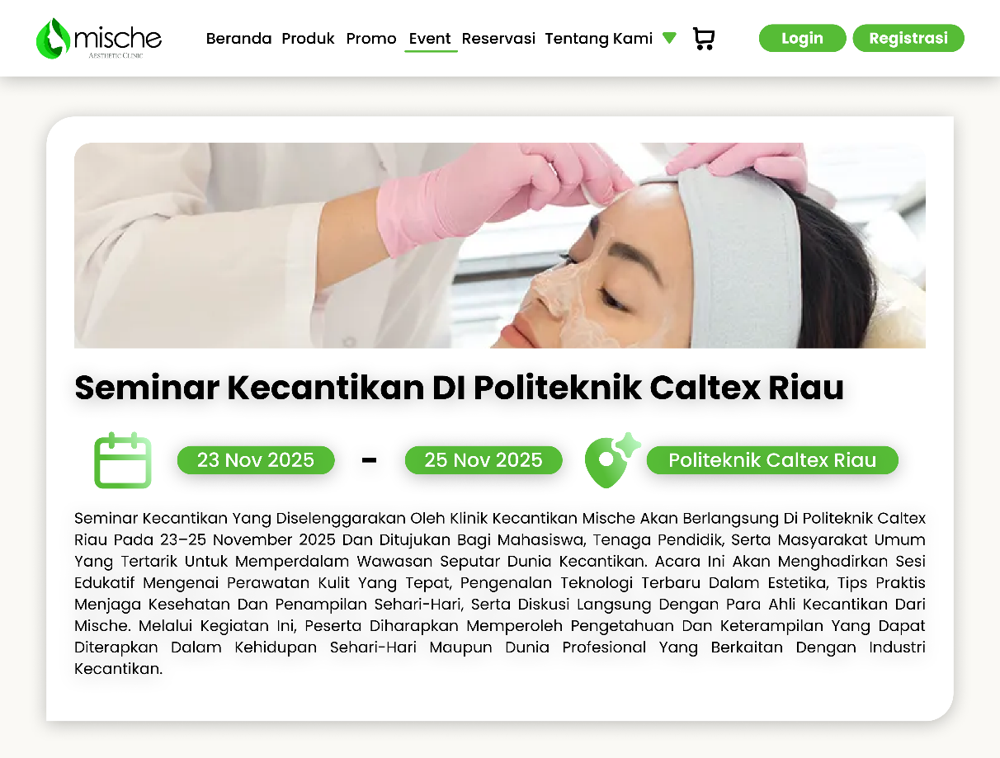 mische
AESTHETIC CLINIC
Beranda Produk Promo Event Reservasi Tentang Kami
Login Registrasi
Seminar Kecantikan DI Politeknik Caltex Riau
23 Nov 2025 - 25 Nov 2025 Politeknik Caltex Riau
Seminar Kecantikan Yang Diselenggarakan Oleh Klinik Kecantikan Mische Akan Berlangsung Di Politeknik Caltex
Riau Pada 23–25 November 2025 Dan Ditujukan Bagi Mahasiswa, Tenaga Pendidik, Serta Masyarakat Umum
Yang Tertarik Untuk Memperdalam Wawasan Seputar Dunia Kecantikan. Acara Ini Akan Menghadirkan Sesi
Edukatif Mengenai Perawatan Kulit Yang Tepat, Pengenalan Teknologi Terbaru Dalam Estetika, Tips Praktis
Menjaga Kesehatan Dan Penampilan Sehari-Hari, Serta Diskusi Langsung Dengan Para Ahli Kecantikan Dari
Mische. Melalui Kegiatan Ini, Peserta Diharapkan Memperoleh Pengetahuan Dan Keterampilan Yang Dapat
Diterapkan Dalam Kehidupan Sehari-Hari Maupun Dunia Profesional Yang Berkaitan Dengan Industri
Kecantikan.